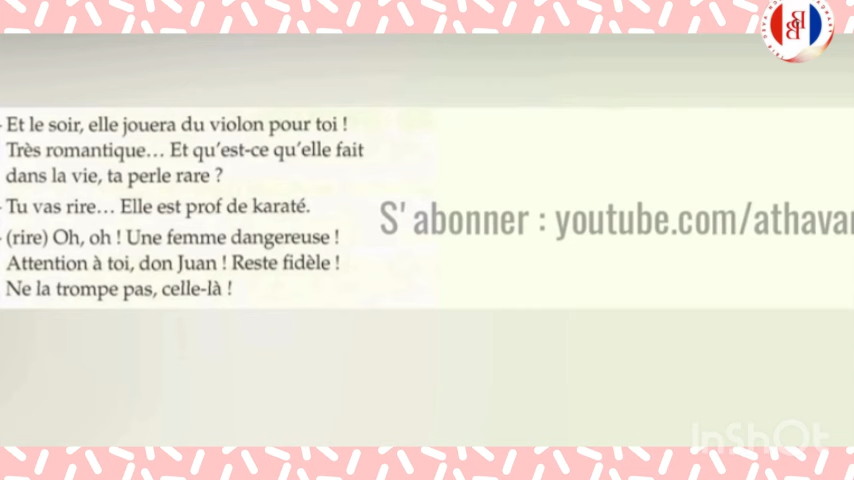 - Et le soir, elle jouera du violon pour toi !
Très romantique... Et qu'est-ce qu'elle fait
dans la vie, ta perle rare ?
- Tu vas rire... Elle est prof de karaté.
- (rire) Oh, oh ! Une femme dangereuse !
Attention à toi, don Juan ! Reste fidèle !
Ne la trompe pas, celle-là !
S' abonner : youtube.com/athavan
InShOt